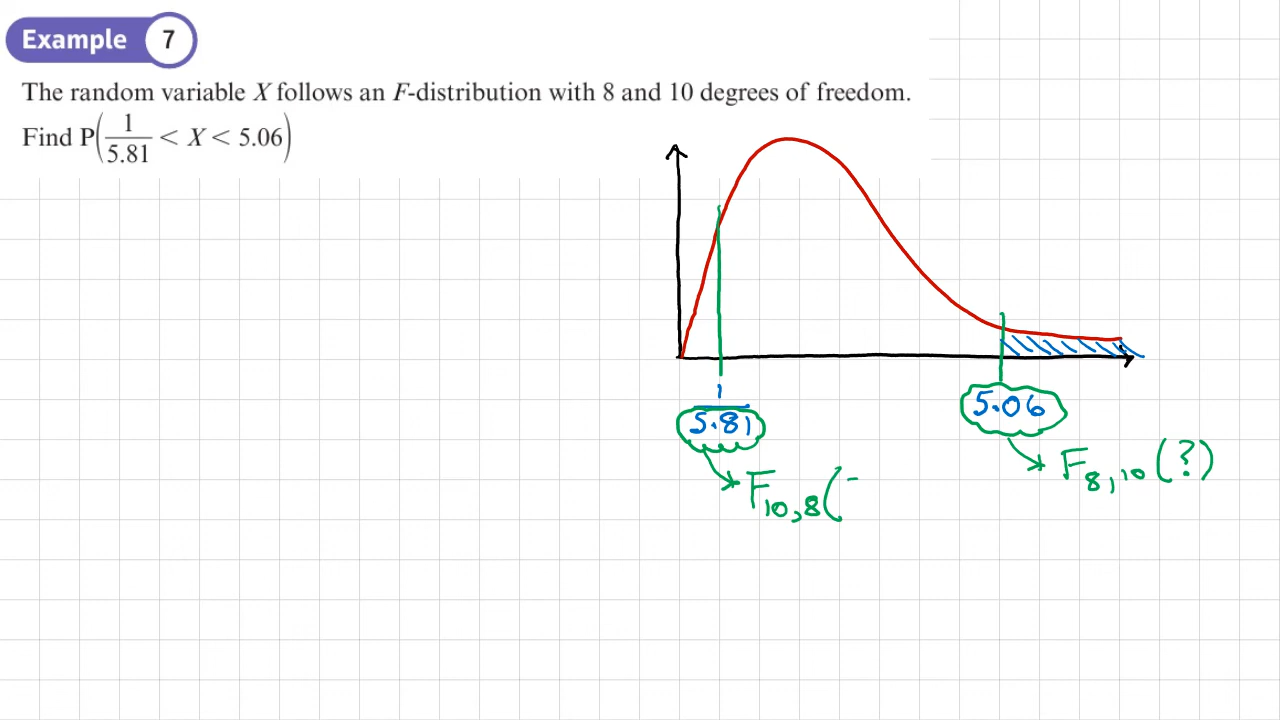 Example 7
The random variable X follows an F-distribution with 8 and 10 degrees of freedom.
Find P(1/5.81 < X < 5.06)
1/5.81
5.06
F8,10(?)
F10,8(